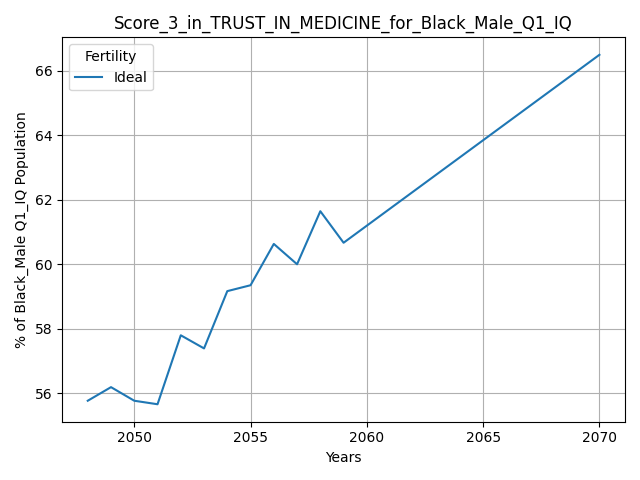 Score_3_in_TRUST_IN_MEDICINE_for_Black_Male_Q1_IQ
Fertility
Ideal
% of Black_Male Q1_IQ Population
66
64
62
60
58
56
2050
2055
2060
2065
2070
Years